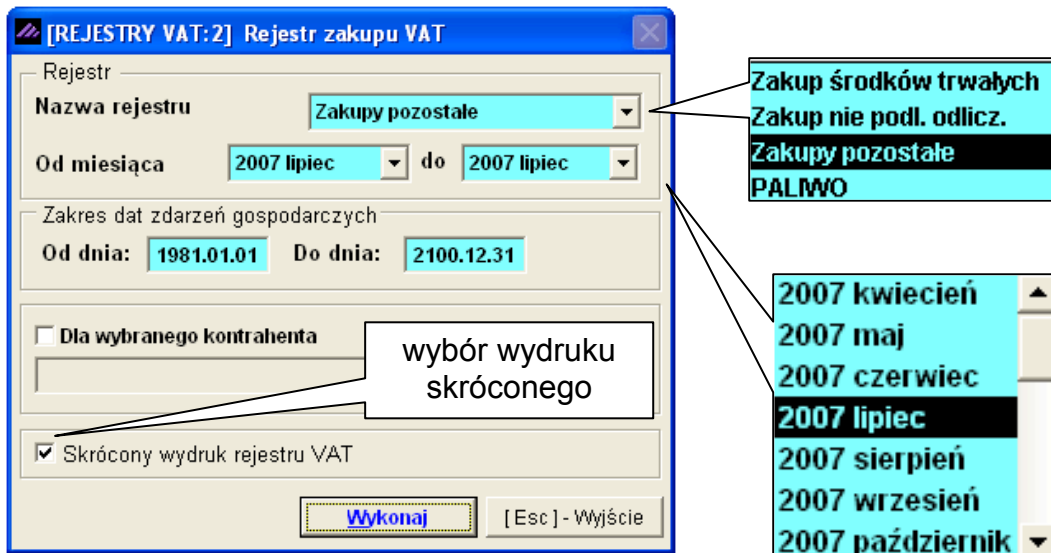 [REJESTRY VAT:2] Rejestr zakupu VAT
Rejestr
Nazwa rejestru Zakupy pozostałe
Od miesiąca 2007 lipiec do 2007 lipiec
Zakres dat zdarzeń gospodarczych
Od dnia: 1981.01.01 Do dnia: 2100.12.31
Dla wybranego kontrahenta
wybór wydruku
skróconego
Skrócony wydruk rejestru VAT
Wykonaj [ Esc ] - Wyjście
Zakup środków trwałych
Zakup nie podl. odlicz.
Zakupy pozostałe
PALIWO
2007 kwiecień
2007 maj
2007 czerwiec
2007 lipiec
2007 sierpień
2007 wrzesień
2007 październik